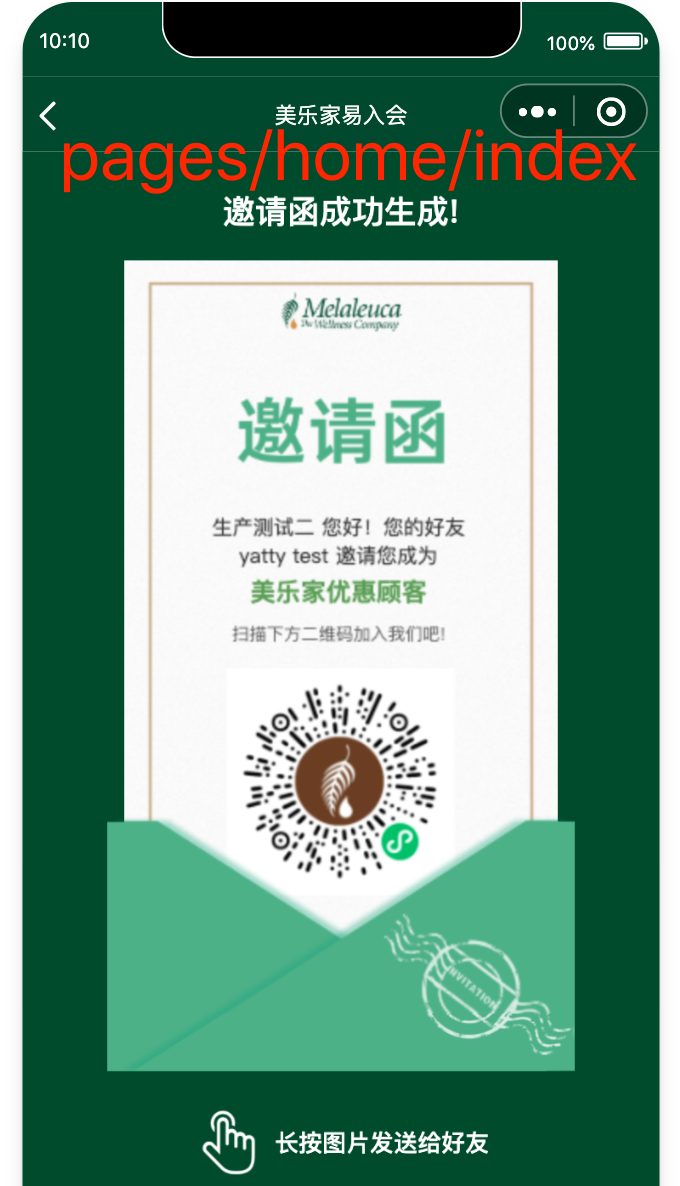 10:10
100%
美乐家易入会
pages/home/index
邀请函成功生成!
Melaleuca
The Wellness Company
邀请函
生产测试二 您好！您的好友
yatty test 邀请您成为
美乐家优惠顾客
扫描下方二维码加入我们吧!
INVITATION
长按图片发送给好友